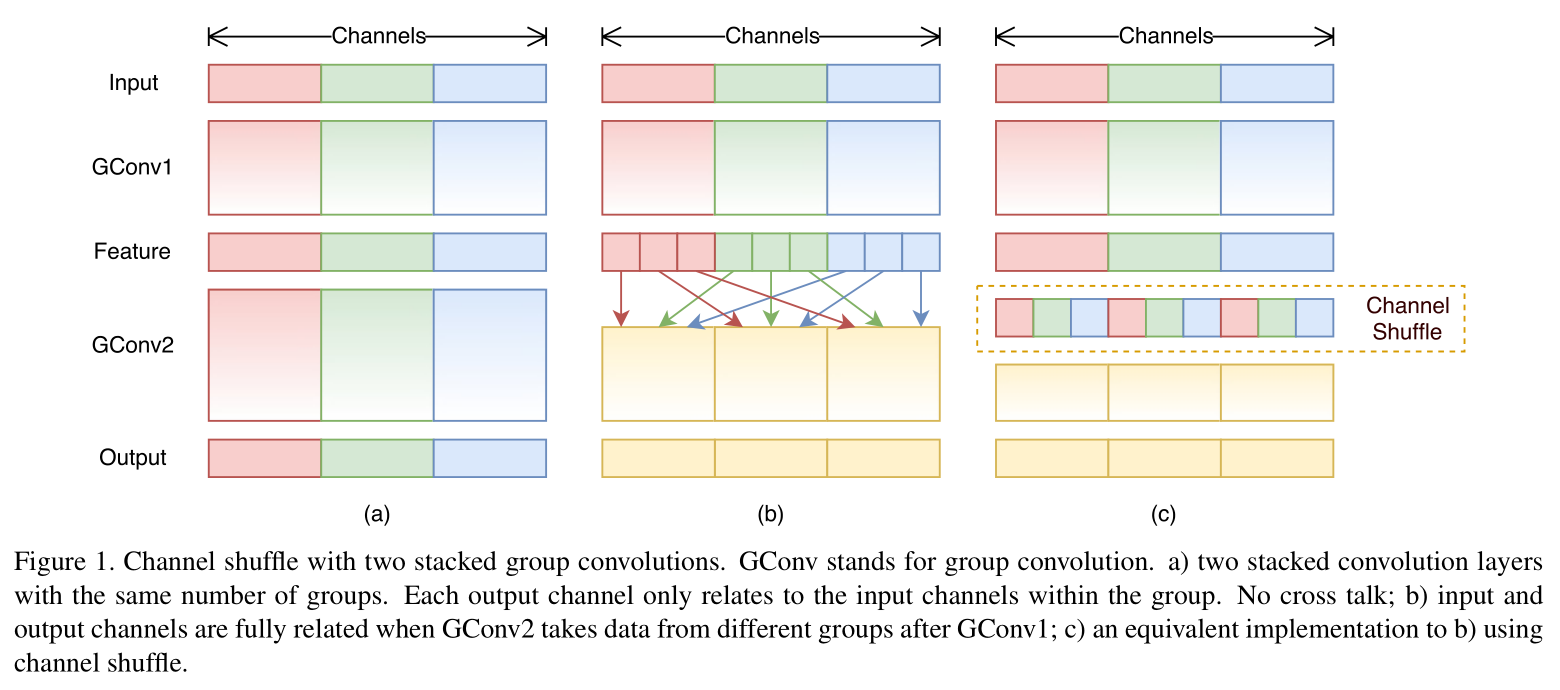 Channels Channels Channels
Input
GConv1
Feature
Channel
Shuffle
GConv2
Output
(a) (b) (c)
Figure 1. Channel shuffle with two stacked group convolutions. GConv stands for group convolution. a) two stacked convolution layers
with the same number of groups. Each output channel only relates to the input channels within the group. No cross talk; b) input and
output channels are fully related when GConv2 takes data from different groups after GConv1; c) an equivalent implementation to b) using
channel shuffle.